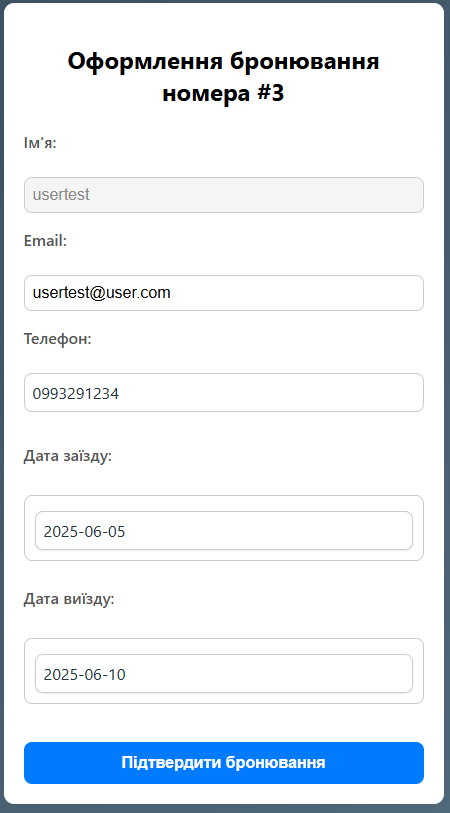 Оформлення бронювання
номера #3
Ім'я:
usertest
Email:
usertest@user.com
Телефон:
0993291234
Дата заїзду:
2025-06-05
Дата виїзду:
2025-06-10
Підтвердити бронювання